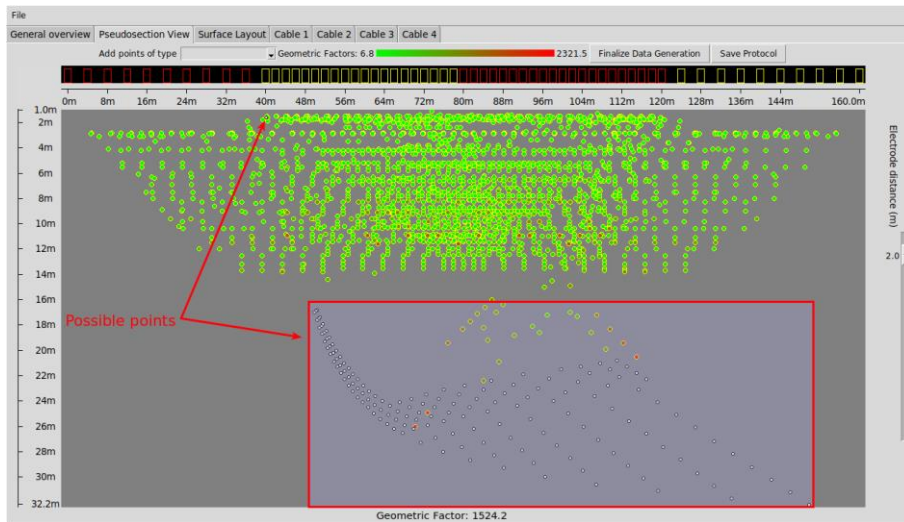 File
General overview Pseudosection View Surface Layout Cable 1 Cable 2 Cable 3 Cable 4
Add points of type Geometric Factors: 6.8 2321.5 Finalize Data Generation Save Protocol
0m 8m 16m 24m 32m 40m 48m 56m 64m 72m 80m 88m 96m 104m 112m 120m 128m 136m 144m 160.0m
1.0m
2m
4m
6m
8m
10m
12m
14m
16m
18m
20m
22m
24m
26m
28m
30m
32.2m
Possible points
Electrode distance (m)
2.0
Geometric Factor: 1524.2